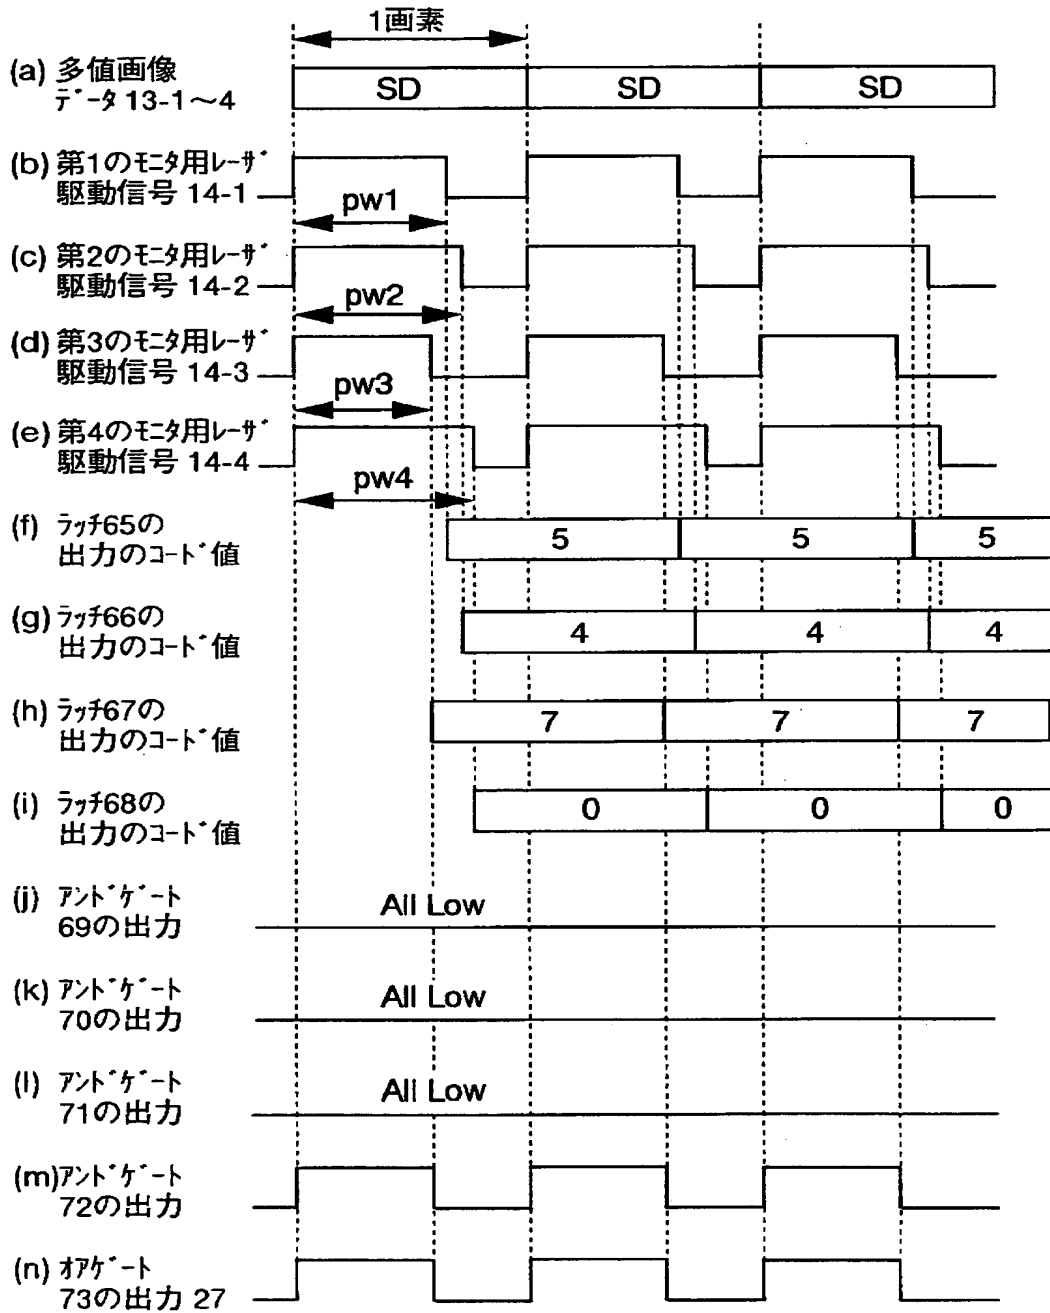 1画素
(a) 多値画像
ﾃﾞｰﾀ 13-1～4
SD SD SD
(b) 第1のﾓﾆﾀ用ﾚｰｻﾞ
駆動信号 14-1
pw1
(c) 第2のﾓﾆﾀ用ﾚｰｻﾞ
駆動信号 14-2
pw2
(d) 第3のﾓﾆﾀ用ﾚｰｻﾞ
駆動信号 14-3
pw3
(e) 第4のﾓﾆﾀ用ﾚｰｻﾞ
駆動信号 14-4
pw4
(f) ﾗｯﾁ65の
出力のｺｰﾄﾞ値
5 5 5
(g) ﾗｯﾁ66の
出力のｺｰﾄﾞ値
4 4 4
(h) ﾗｯﾁ67の
出力のｺｰﾄﾞ値
7 7 7
(i) ﾗｯﾁ68の
出力のｺｰﾄﾞ値
0 0 0
(j) ｱﾝﾄﾞｹﾞｰﾄ
69の出力
All Low
(k) ｱﾝﾄﾞｹﾞｰﾄ
70の出力
All Low
(l) ｱﾝﾄﾞｹﾞｰﾄ
71の出力
All Low
(m)ｱﾝﾄﾞｹﾞｰﾄ
72の出力
(n) ｵｱｹﾞｰﾄ
73の出力 27